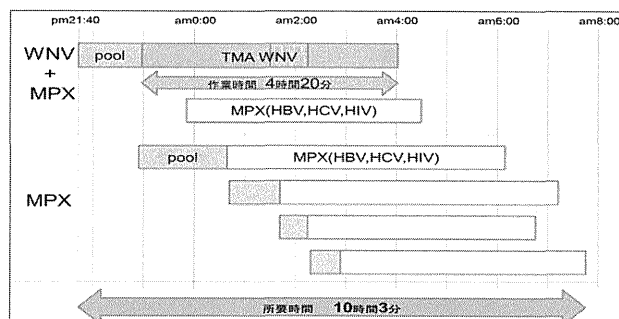 pm21:40 am0:00 am2:00 am4:00 am6:00 am8:00
WNV
+
MPX
pool TMA WNV
作業時間 4時間20分
MPX(HBV,HCV,HIV)
pool MPX(HBV,HCV,HIV)
MPX
所要時間 10時間3分